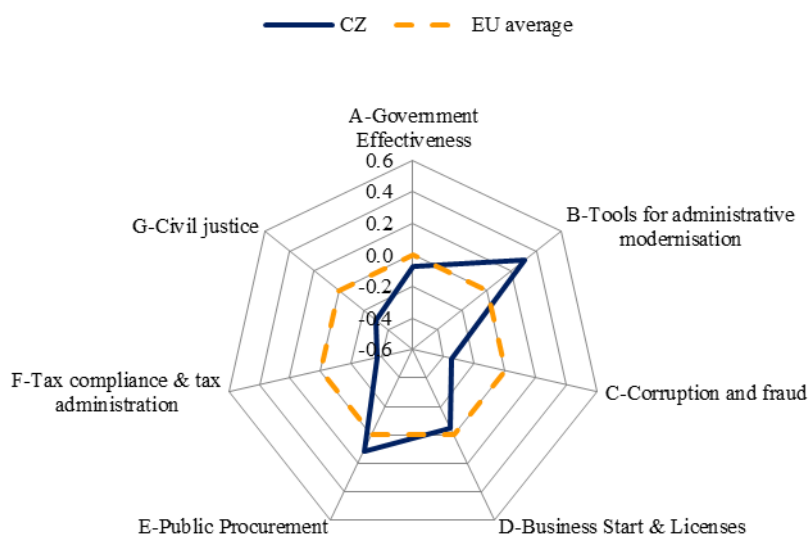 CZ
EU average
A-Government
Effectiveness
0.6
0.4
0.2
0.0
-0.2
-0.4
-0.6
B-Tools for administrative
modernisation
G-Civil justice
F-Tax compliance & tax
administration
C-Corruption and fraud
E-Public Procurement
D-Business Start & Licenses